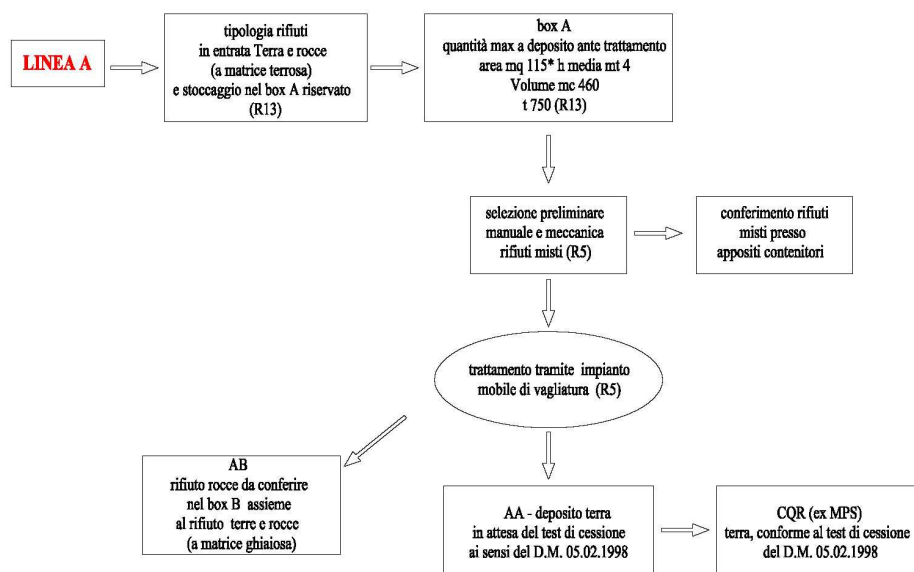 LINEA A
tipologia rifiuti
in entrata Terra e rocce
(a matrice terrosa)
e stoccaggio nel box A riservato
(R13)
box A
quantità max a deposito ante trattamento
area mq 115* h media mt 4
Volume mc 460
t 750 (R13)
selezione preliminare
manuale e meccanica
rifiuti misti (R5)
conferimento rifiuti
misti presso
appositi contenitori
trattamento tramite impianto
mobile di vagliatura (R5)
AB
rifiuto rocce da conferire
nel box B assieme
al rifiuto terre e rocce
(a matrice ghiaiosa)
AA - deposito terra
in attesa del test di cessione
ai sensi del D.M. 05.02.1998
CQR (ex MPS)
terra, conforme al test di cessione
del D.M. 05.02.1998